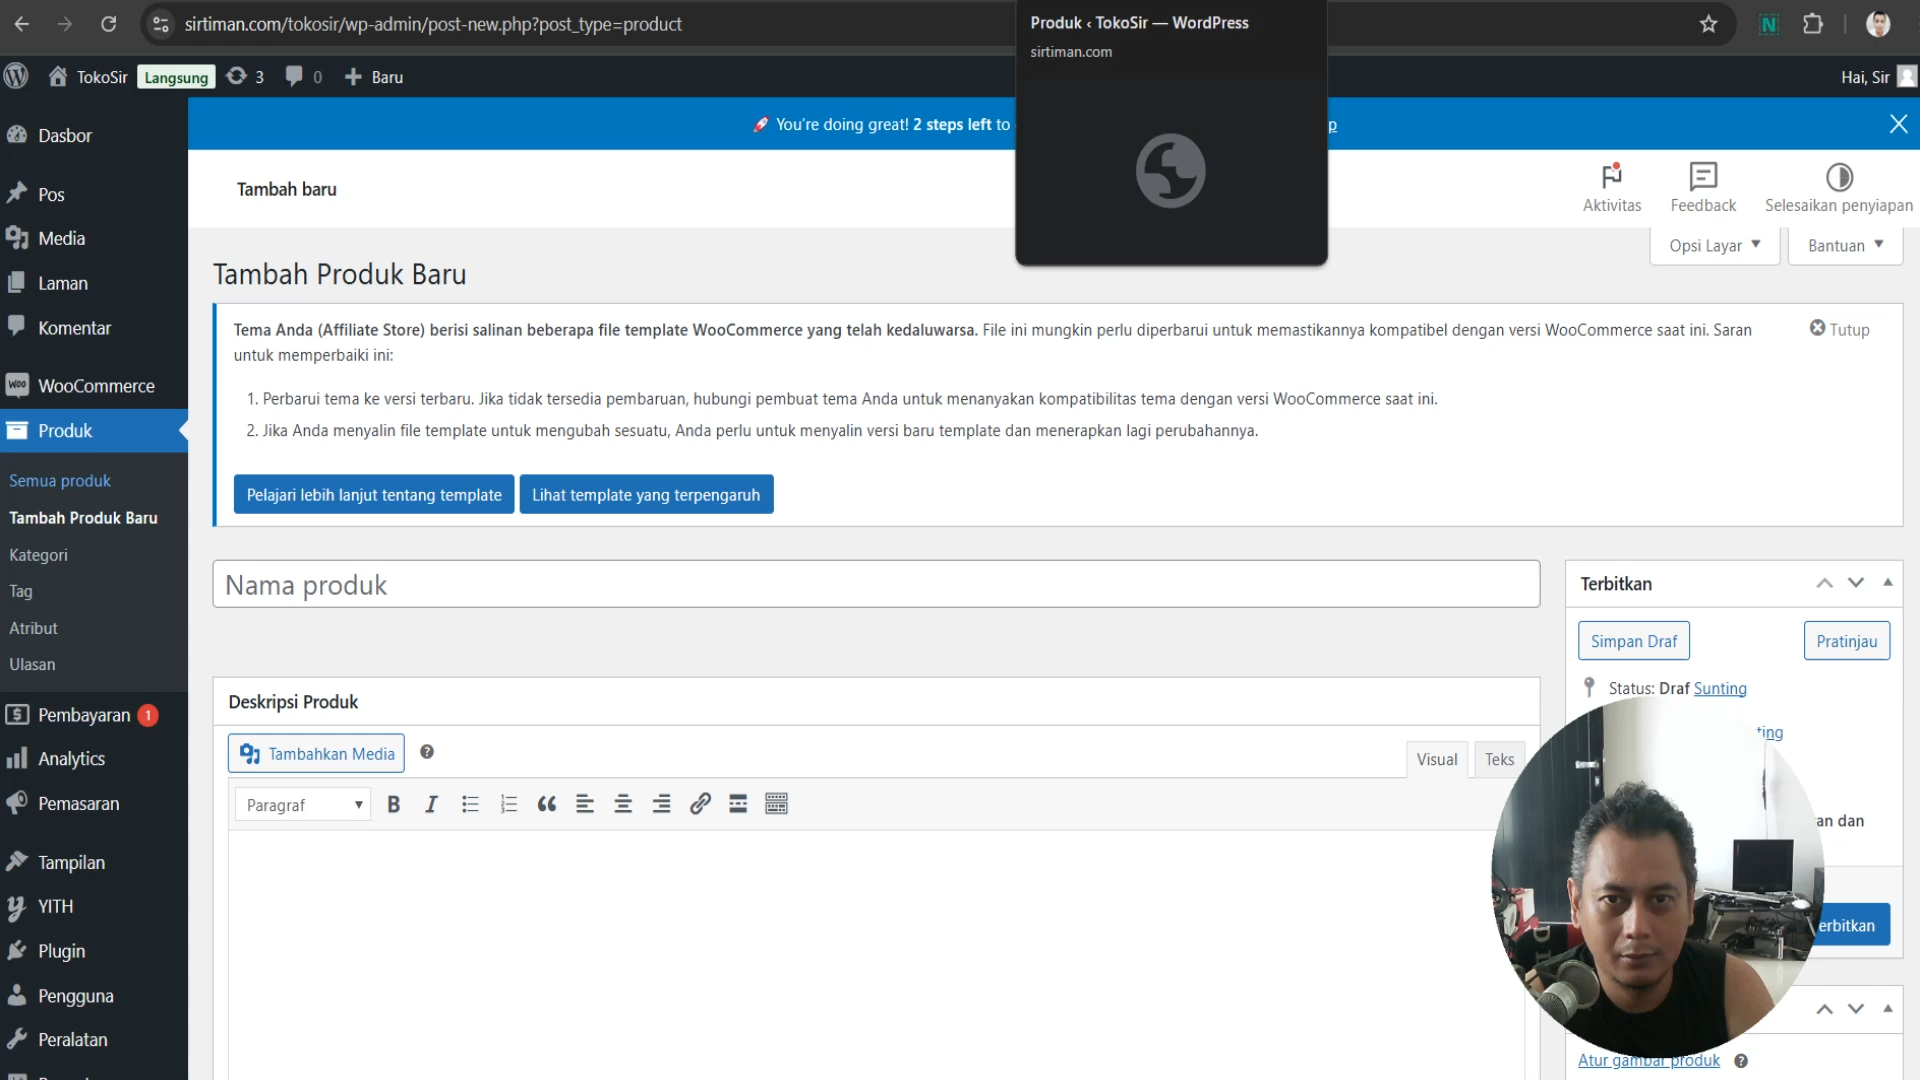 sirtiman.com/tokosir/wp-admin/post-new.php?post_type=product
Produk ‹ TokoSir — WordPress
sirtiman.com
TokoSir
Langsung
3
0
Baru
Hai, Sir
You're doing great! 2 steps left to
p
Dasbor
Pos
Media
Laman
Komentar
WooCommerce
Produk
Semua produk
Tambah Produk Baru
Kategori
Tag
Atribut
Ulasan
Pembayaran 1
Analytics
Pemasaran
Tampilan
YITH
Plugin
Pengguna
Peralatan
Tambah baru
Aktivitas
Feedback
Selesaikan penyiapan
Opsi Layar
Bantuan
Tambah Produk Baru
Tema Anda (Affiliate Store) berisi salinan beberapa file template WooCommerce yang telah kedaluwarsa. File ini mungkin perlu diperbarui untuk memastikannya kompatibel dengan versi WooCommerce saat ini. Saran
untuk memperbaiki ini:
Tutup
1. Perbarui tema ke versi terbaru. Jika tidak tersedia pembaruan, hubungi pembuat tema Anda untuk menanyakan kompatibilitas tema dengan versi WooCommerce saat ini.
2. Jika Anda menyalin file template untuk mengubah sesuatu, Anda perlu untuk menyalin versi baru template dan menerapkan lagi perubahannya.
Pelajari lebih lanjut tentang template
Lihat template yang terpengaruh
Nama produk
Deskripsi Produk
Tambahkan Media
Visual
Teks
Paragraf
Terbitkan
Simpan Draf
Pratinjau
Status: Draf Sunting
ting
an dan
erbitkan
Atur gambar produk